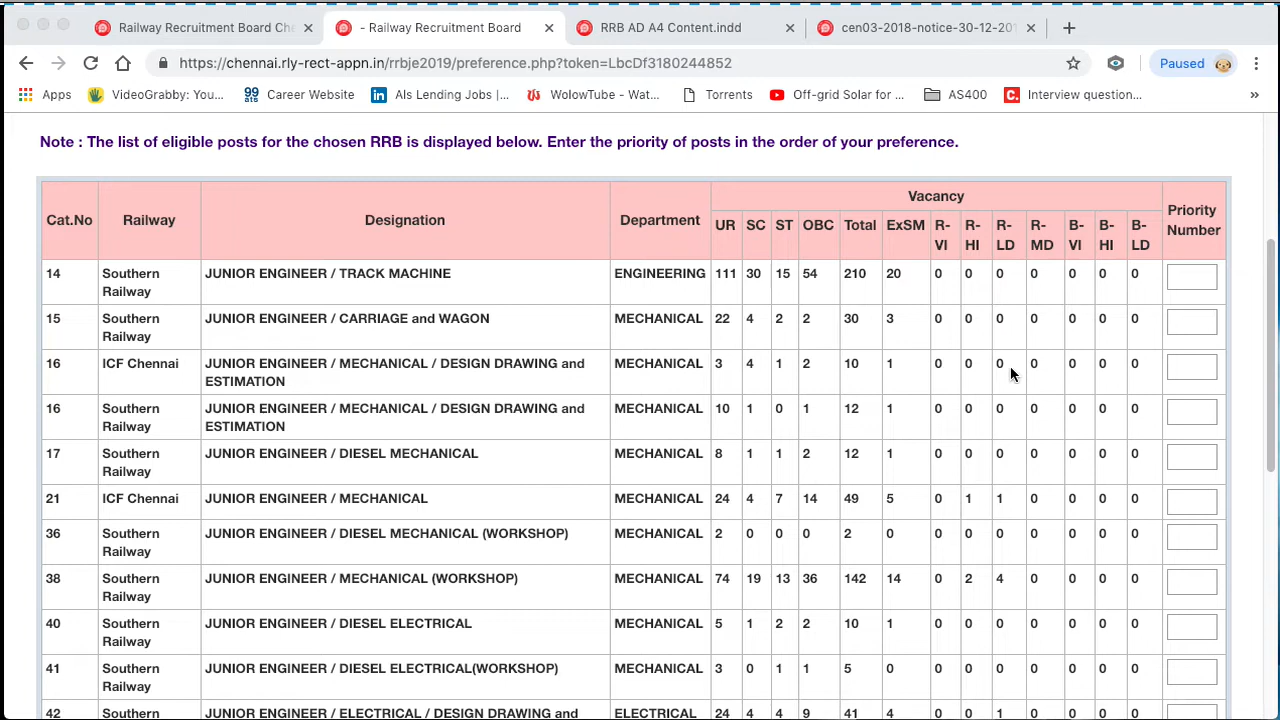 Railway Recruitment Board Che
- Railway Recruitment Board
RRB AD A4 Content.indd
cen03-2018-notice-30-12-201
https://chennai.rly-rect-appn.in/rrbje2019/preference.php?token=LbcDf3180244852
Paused
Apps
VideoGrabby: You...
Career Website
Als Lending Jobs |...
WolowTube - Wat...
Torrents
Off-grid Solar for ...
AS400
Interview question...
»
Note : The list of eligible posts for the chosen RRB is displayed below. Enter the priority of posts in the order of your preference.
Cat.No Railway Designation Department Vacancy Priority Number
UR SC ST OBC Total ExSM R-VI R-HI R-LD R-MD B-VI B-HI B-LD
14 Southern Railway JUNIOR ENGINEER / TRACK MACHINE ENGINEERING 111 30 15 54 210 20 0 0 0 0 0 0 0
15 Southern Railway JUNIOR ENGINEER / CARRIAGE and WAGON MECHANICAL 22 4 2 2 30 3 0 0 0 0 0 0 0
16 ICF Chennai JUNIOR ENGINEER / MECHANICAL / DESIGN DRAWING and ESTIMATION MECHANICAL 3 4 1 2 10 1 0 0 0 0 0 0 0
16 Southern Railway JUNIOR ENGINEER / MECHANICAL / DESIGN DRAWING and ESTIMATION MECHANICAL 10 1 0 1 12 1 0 0 0 0 0 0 0
17 Southern Railway JUNIOR ENGINEER / DIESEL MECHANICAL MECHANICAL 8 1 1 2 12 1 0 0 0 0 0 0 0
21 ICF Chennai JUNIOR ENGINEER / MECHANICAL MECHANICAL 24 4 7 14 49 5 0 1 1 0 0 0 0
36 Southern Railway JUNIOR ENGINEER / DIESEL MECHANICAL (WORKSHOP) MECHANICAL 2 0 0 0 2 0 0 0 0 0 0 0 0
38 Southern Railway JUNIOR ENGINEER / MECHANICAL (WORKSHOP) MECHANICAL 74 19 13 36 142 14 0 2 4 0 0 0 0
40 Southern Railway JUNIOR ENGINEER / DIESEL ELECTRICAL MECHANICAL 5 1 2 2 10 1 0 0 0 0 0 0 0
41 Southern Railway JUNIOR ENGINEER / DIESEL ELECTRICAL(WORKSHOP) MECHANICAL 3 0 1 1 5 0 0 0 0 0 0 0 0
42 Southern JUNIOR ENGINEER / ELECTRICAL / DESIGN DRAWING and ELECTRICAL 24 4 4 9 41 4 0 0 1 0 0 0 0